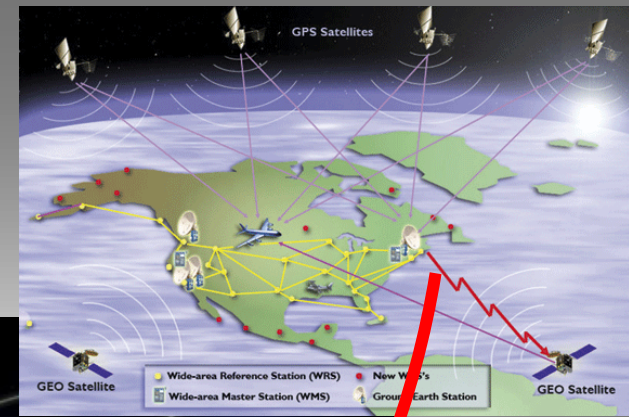 GPS Satellites
GEO Satellite
GEO Satellite
Wide-area Reference Station (WRS)
New
Wide-area Master Station (WMS)
Ground Earth Station